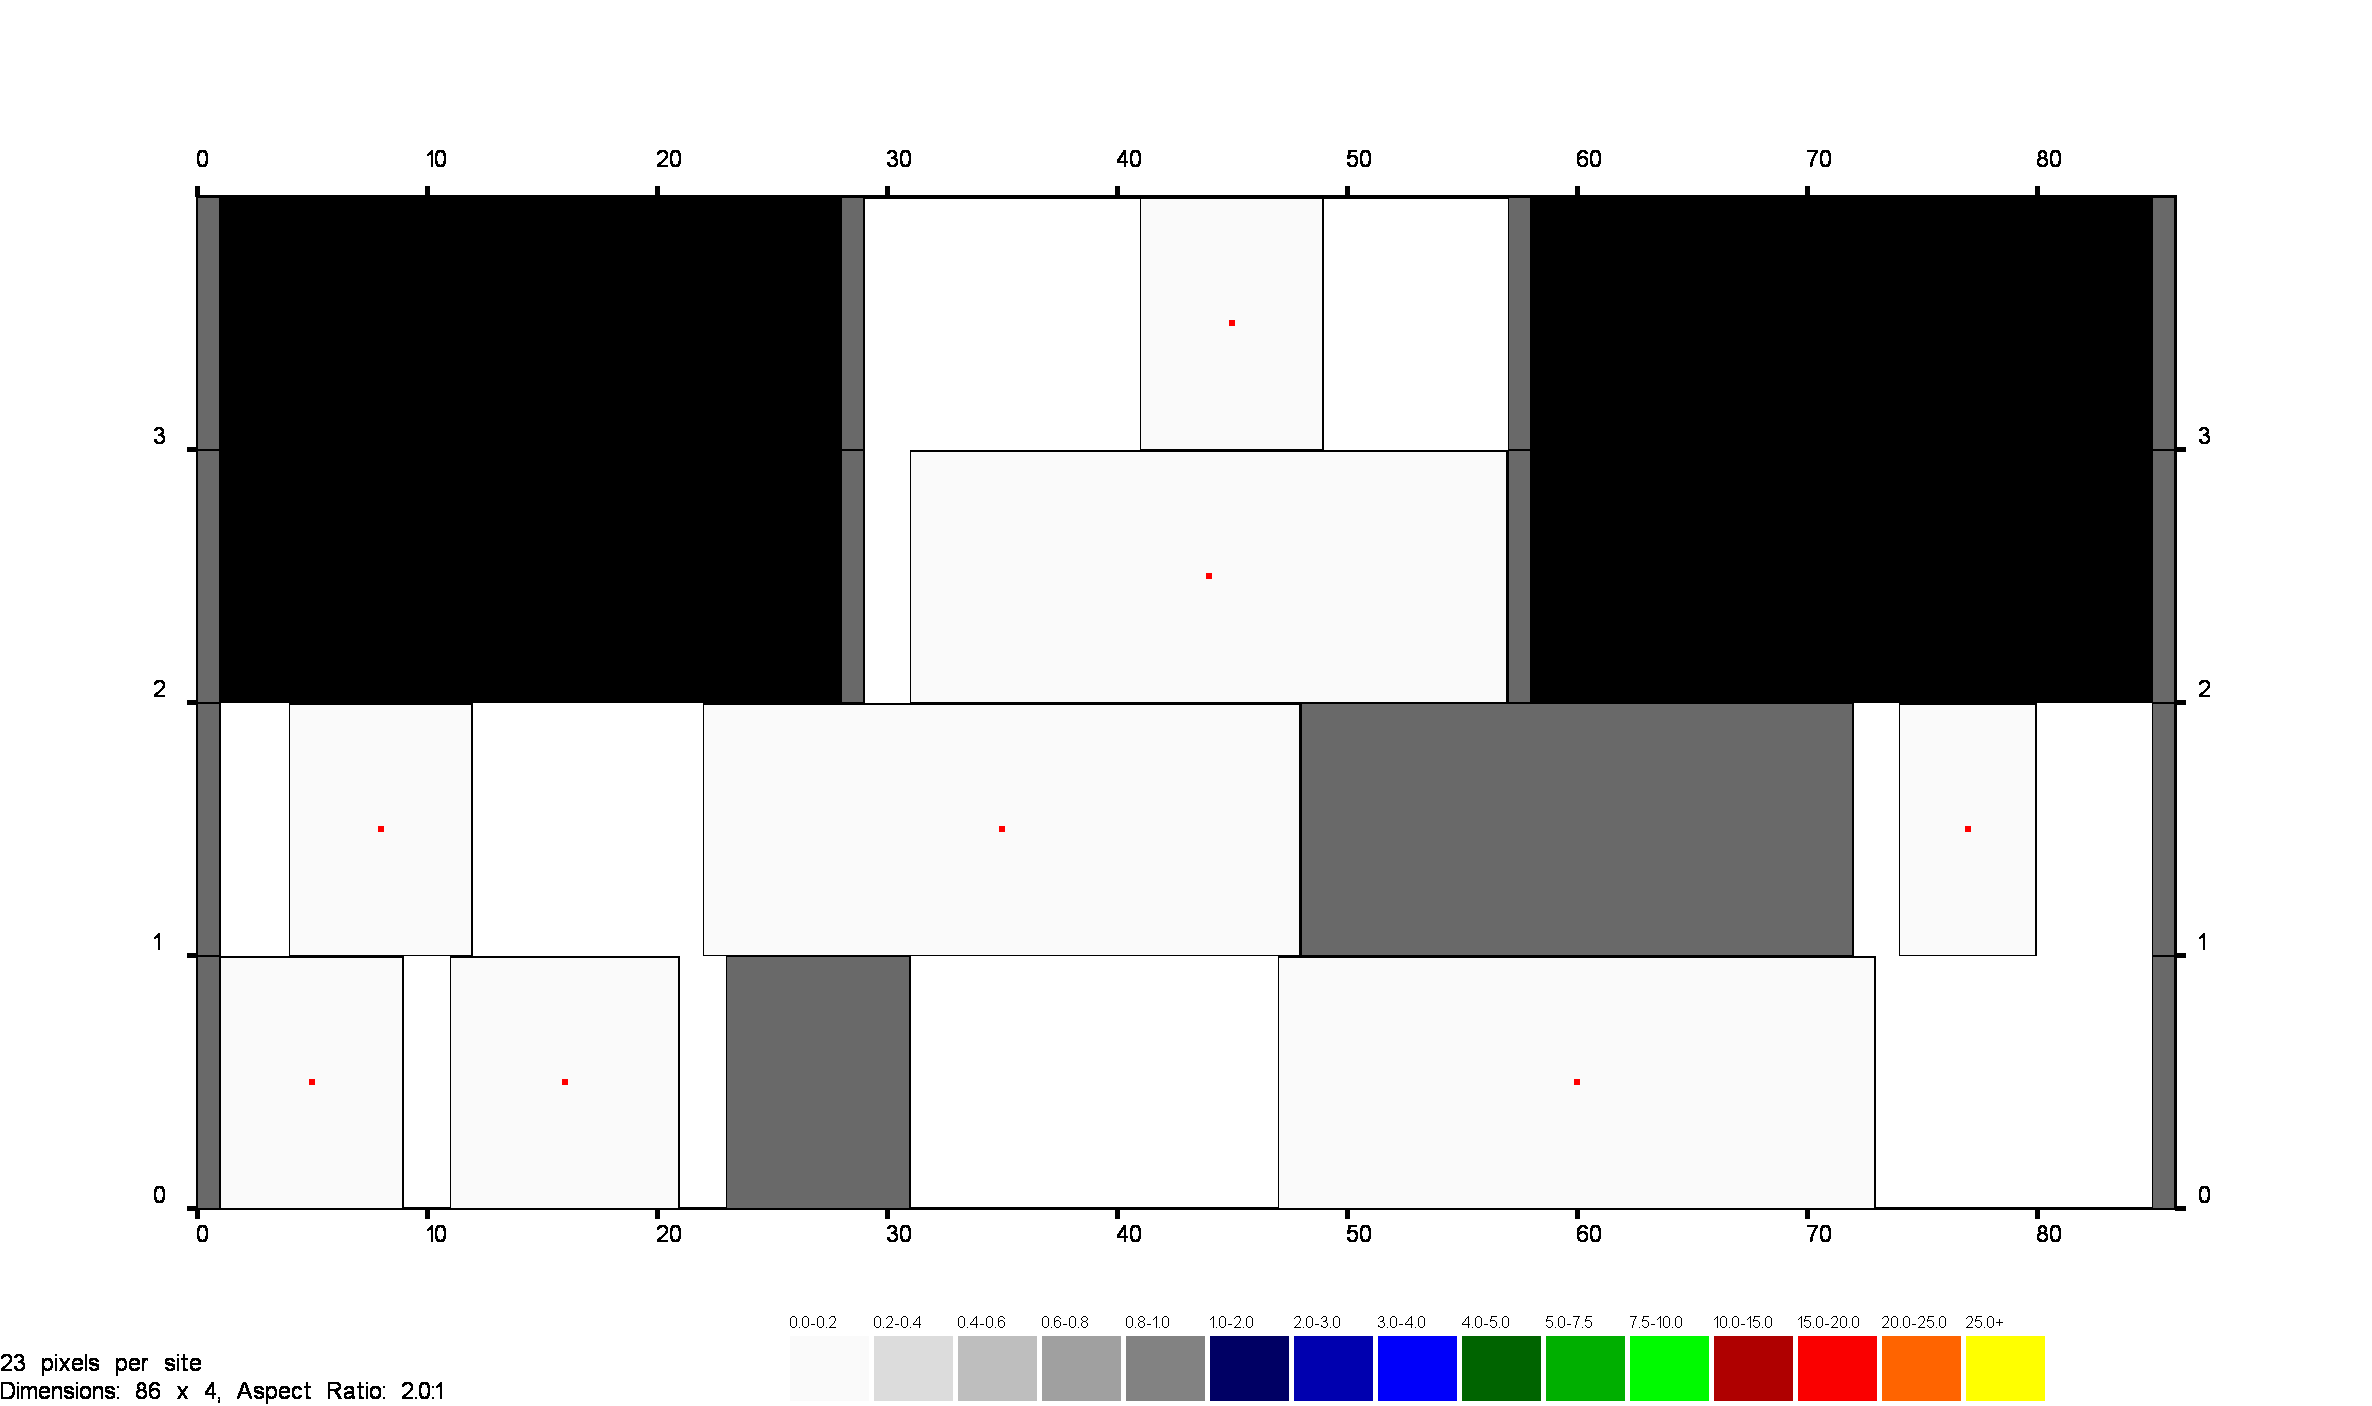 0 10 20 30 40 50 60 70 80
3 3
2 2
1 1
0 0
0 10 20 30 40 50 60 70 80
0.0-0.2 0.2-0.4 0.4-0.6 0.6-0.8 0.8-1.0 1.0-2.0 2.0-3.0 3.0-4.0 4.0-5.0 5.0-7.5 7.5-10.0 10.0-15.0 15.0-20.0 20.0-25.0 25.0+
23 pixels per site
Dimensions: 86 x 4, Aspect Ratio: 2.0:1